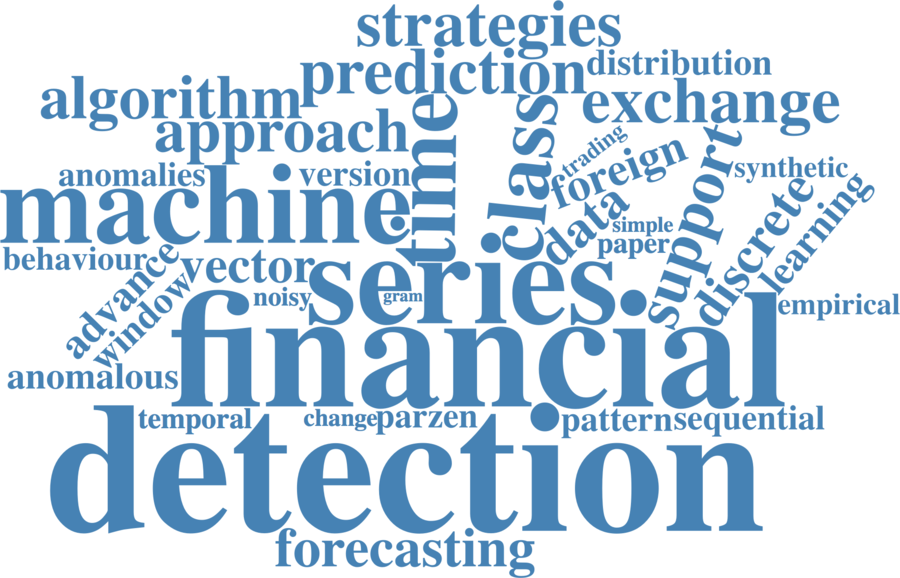 strategies
prediction
distribution
algorithm
exchange
approach
time
class
trading
foreign
support
synthetic
anomalies
version
machine
data
simple
paper
discrete
learning
behaviour
vector
series
advance
window
noisy
gram
empirical
financial
anomalous
temporal
change
parzen
pattern
sequential
detection
forecasting